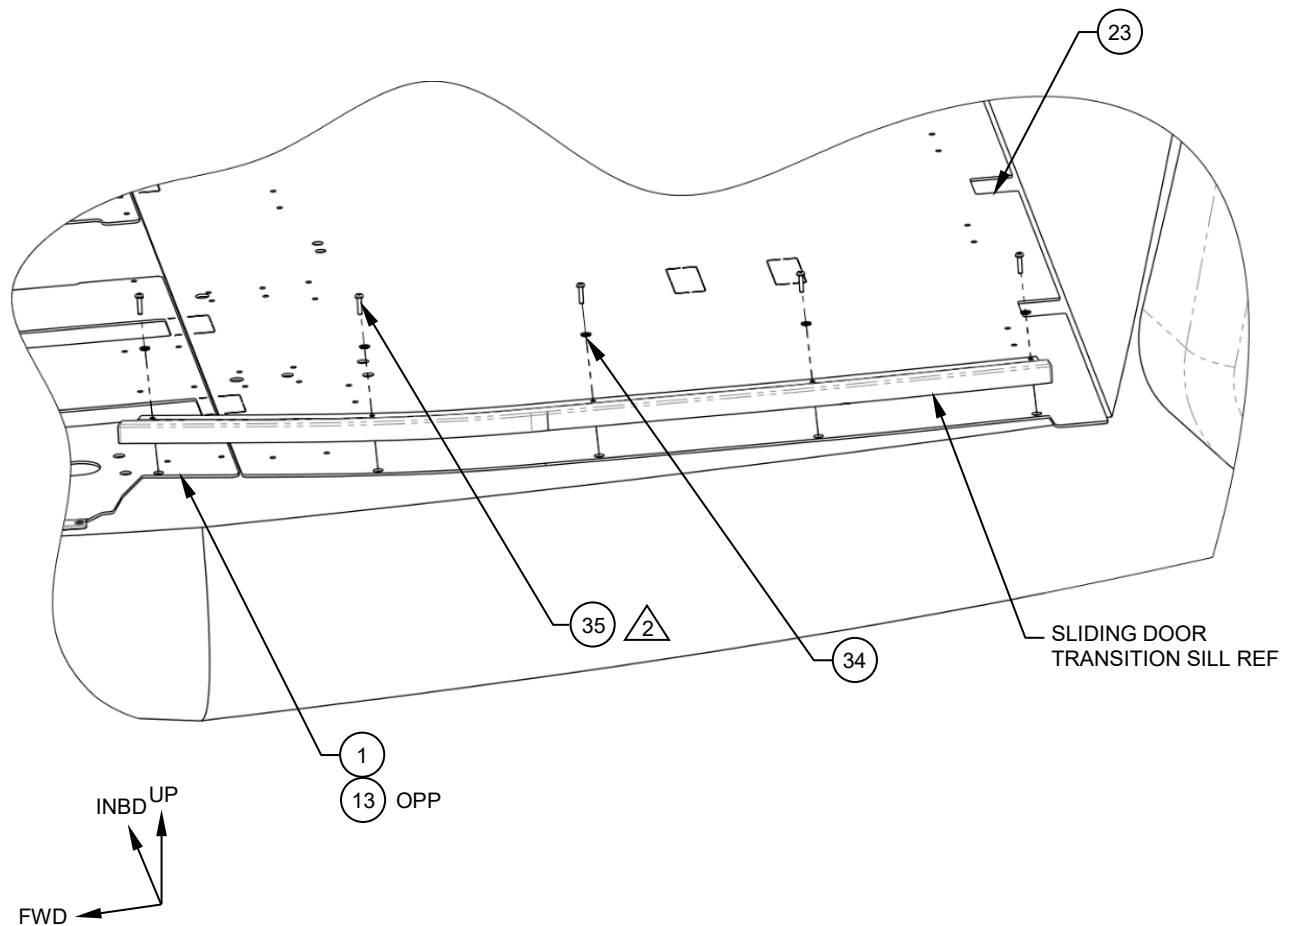 23
35
2
34
SLIDING DOOR
TRANSITION SILL REF
1
13 OPP
INBD
UP
FWD